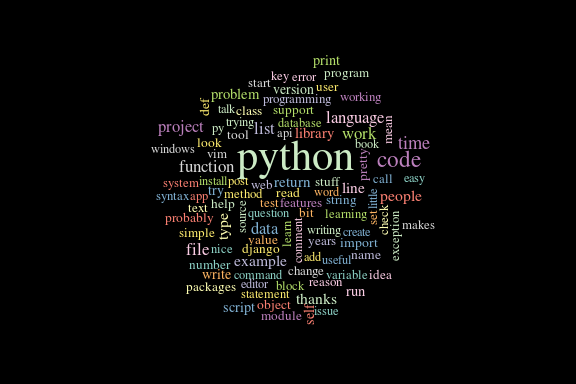 print
key error program
start version user
problem programming working
def talk class support
project py trying database language mean
tool list api library work book time
windows look vim python pretty code
function
system install post web return stuff line call easy
syntax app try method read word string little people
text help source test features set check
probably type question bit learning exception makes
simple data learn comment writing create
file nice value django years import
number example add useful name
write command change variable idea
packages editor block reason run
statement thanks
script object self issue
module